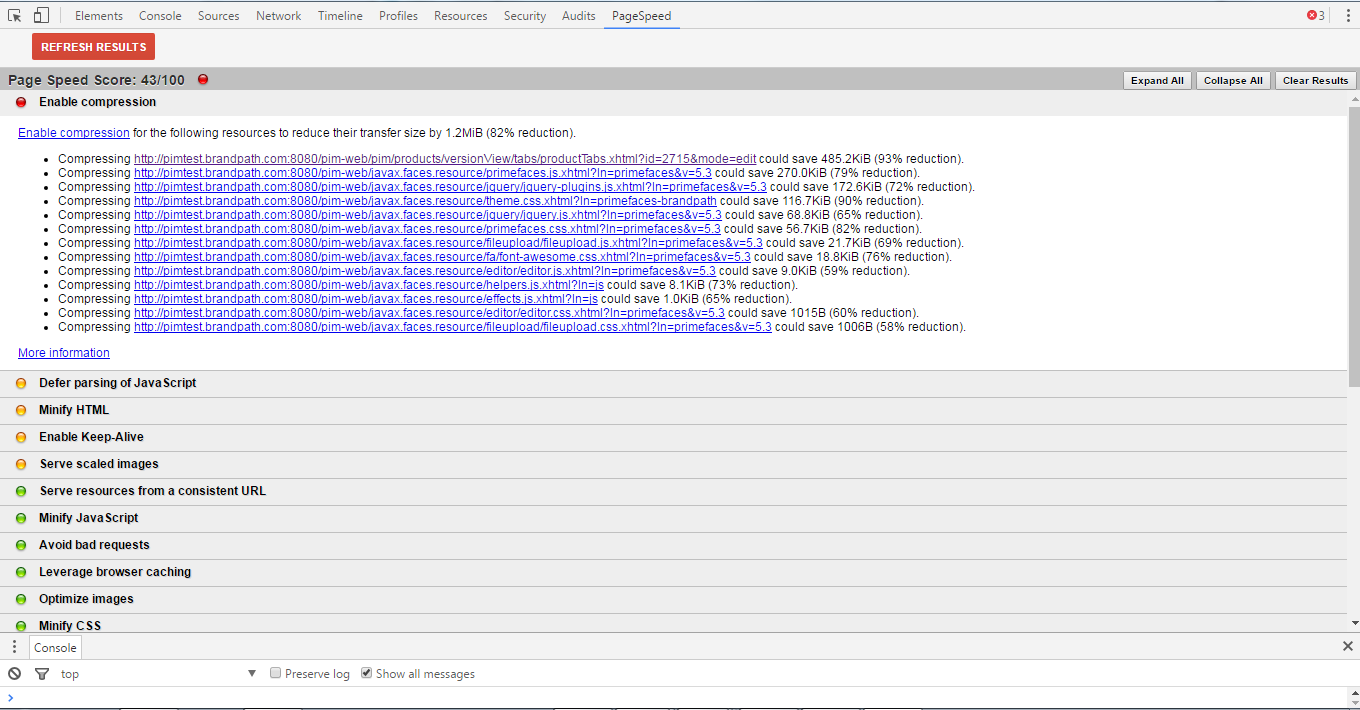 Elements Console Sources Network Timeline Profiles Resources Security Audits PageSpeed 3
REFRESH RESULTS
Page Speed Score: 43/100 Expand All Collapse All Clear Results
Enable compression
Enable compression for the following resources to reduce their transfer size by 1.2MiB (82% reduction).
• Compressing http://pimtest.brandpath.com:8080/pim-web/pim/products/versionView/tabs/productTabs.xhtml?id=2715&mode=edit could save 485.2KiB (93% reduction).
• Compressing http://pimtest.brandpath.com:8080/pim-web/javax.faces.resource/primefaces.js.xhtml?ln=primefaces&v=5.3 could save 270.0KiB (79% reduction).
• Compressing http://pimtest.brandpath.com:8080/pim-web/javax.faces.resource/jquery/jquery-plugins.js.xhtml?ln=primefaces&v=5.3 could save 172.6KiB (72% reduction).
• Compressing http://pimtest.brandpath.com:8080/pim-web/javax.faces.resource/theme.css.xhtml?ln=primefaces-brandpath could save 116.7KiB (90% reduction).
• Compressing http://pimtest.brandpath.com:8080/pim-web/javax.faces.resource/jquery/jquery.js.xhtml?ln=primefaces&v=5.3 could save 68.8KiB (65% reduction).
• Compressing http://pimtest.brandpath.com:8080/pim-web/javax.faces.resource/primefaces.css.xhtml?ln=primefaces&v=5.3 could save 56.7KiB (82% reduction).
• Compressing http://pimtest.brandpath.com:8080/pim-web/javax.faces.resource/fileupload/fileupload.js.xhtml?ln=primefaces&v=5.3 could save 21.7KiB (69% reduction).
• Compressing http://pimtest.brandpath.com:8080/pim-web/javax.faces.resource/fa/font-awesome.css.xhtml?ln=primefaces&v=5.3 could save 18.8KiB (76% reduction).
• Compressing http://pimtest.brandpath.com:8080/pim-web/javax.faces.resource/editor/editor.js.xhtml?ln=primefaces&v=5.3 could save 9.0KiB (59% reduction).
• Compressing http://pimtest.brandpath.com:8080/pim-web/javax.faces.resource/helpers.js.xhtml?ln=js could save 8.1KiB (73% reduction).
• Compressing http://pimtest.brandpath.com:8080/pim-web/javax.faces.resource/effects.js.xhtml?ln=js could save 1.0KiB (65% reduction).
• Compressing http://pimtest.brandpath.com:8080/pim-web/javax.faces.resource/editor/editor.css.xhtml?ln=primefaces&v=5.3 could save 1015B (60% reduction).
• Compressing http://pimtest.brandpath.com:8080/pim-web/javax.faces.resource/fileupload/fileupload.css.xhtml?ln=primefaces&v=5.3 could save 1006B (58% reduction).
More information
Defer parsing of JavaScript
Minify HTML
Enable Keep-Alive
Serve scaled images
Serve resources from a consistent URL
Minify JavaScript
Avoid bad requests
Leverage browser caching
Optimize images
Minify CSS
Console
top Preserve log Show all messages